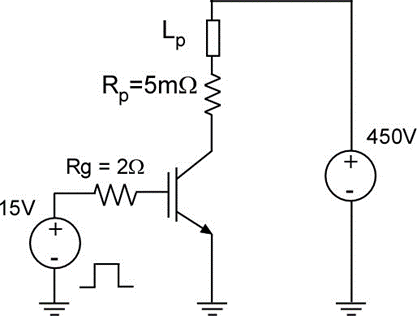 Lp
Rp=5mΩ
450V
Rg = 2Ω
15V
+
-
+
-